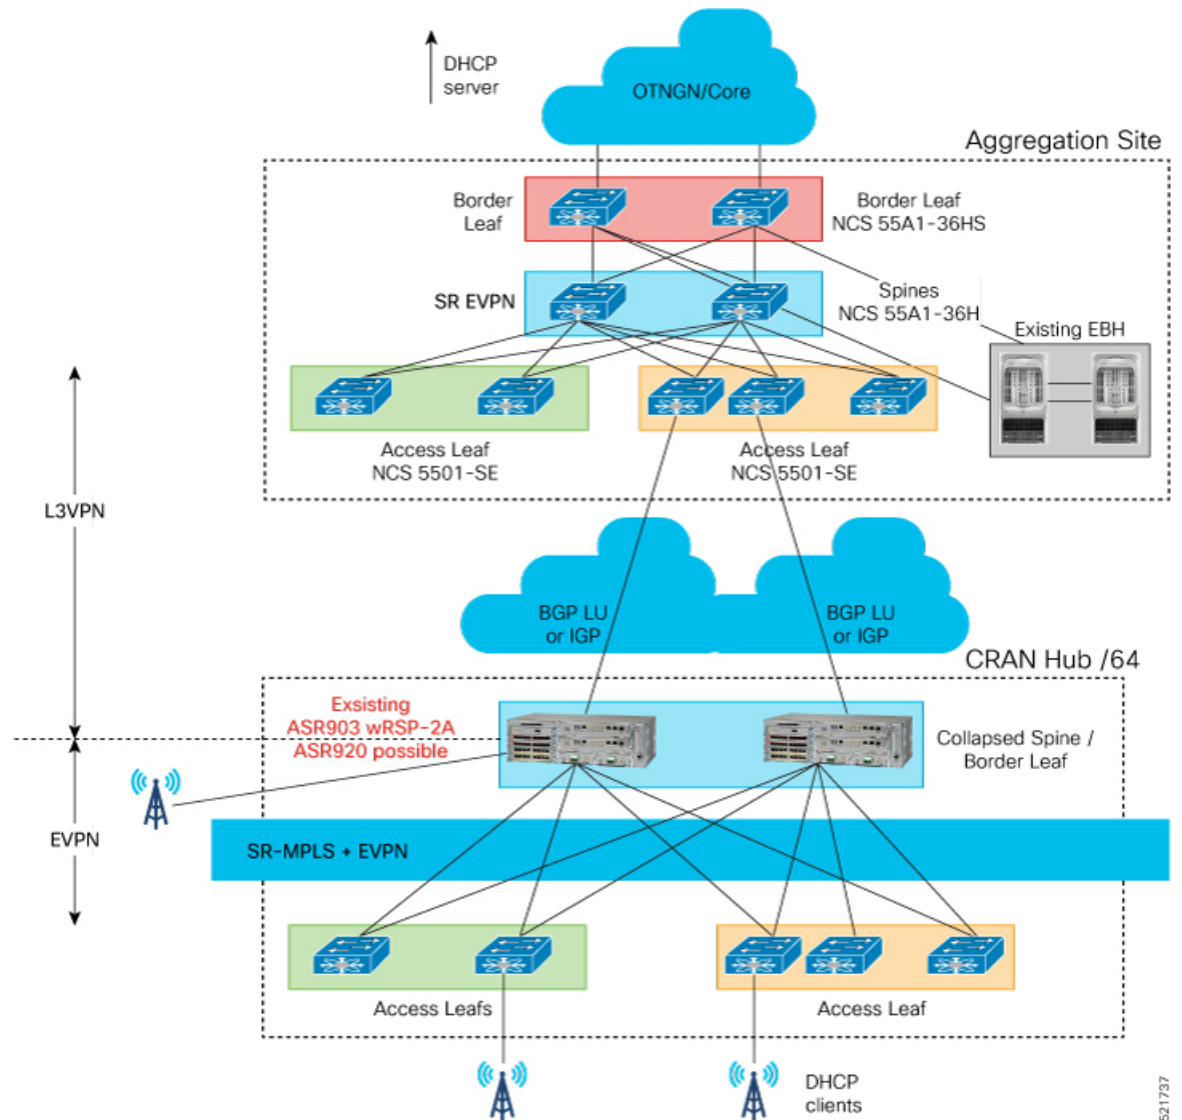 DHCP
server
OTNGN/Core
Aggregation Site
Border
Leaf
Border Leaf
NCS 55A1-36HS
SR EVPN
Spines
NCS 55A1-36H
Existing EBH
Access Leaf
NCS 5501-SE
Access Leaf
NCS 5501-SE
L3VPN
BGP LU
or IGP
BGP LU
or IGP
CRAN Hub /64
Exsisting
ASR903 wRSP-2A
ASR920 possible
Collapsed Spine /
Border Leaf
EVPN
SR-MPLS + EVPN
Access Leafs
Access Leaf
DHCP
clients
521737